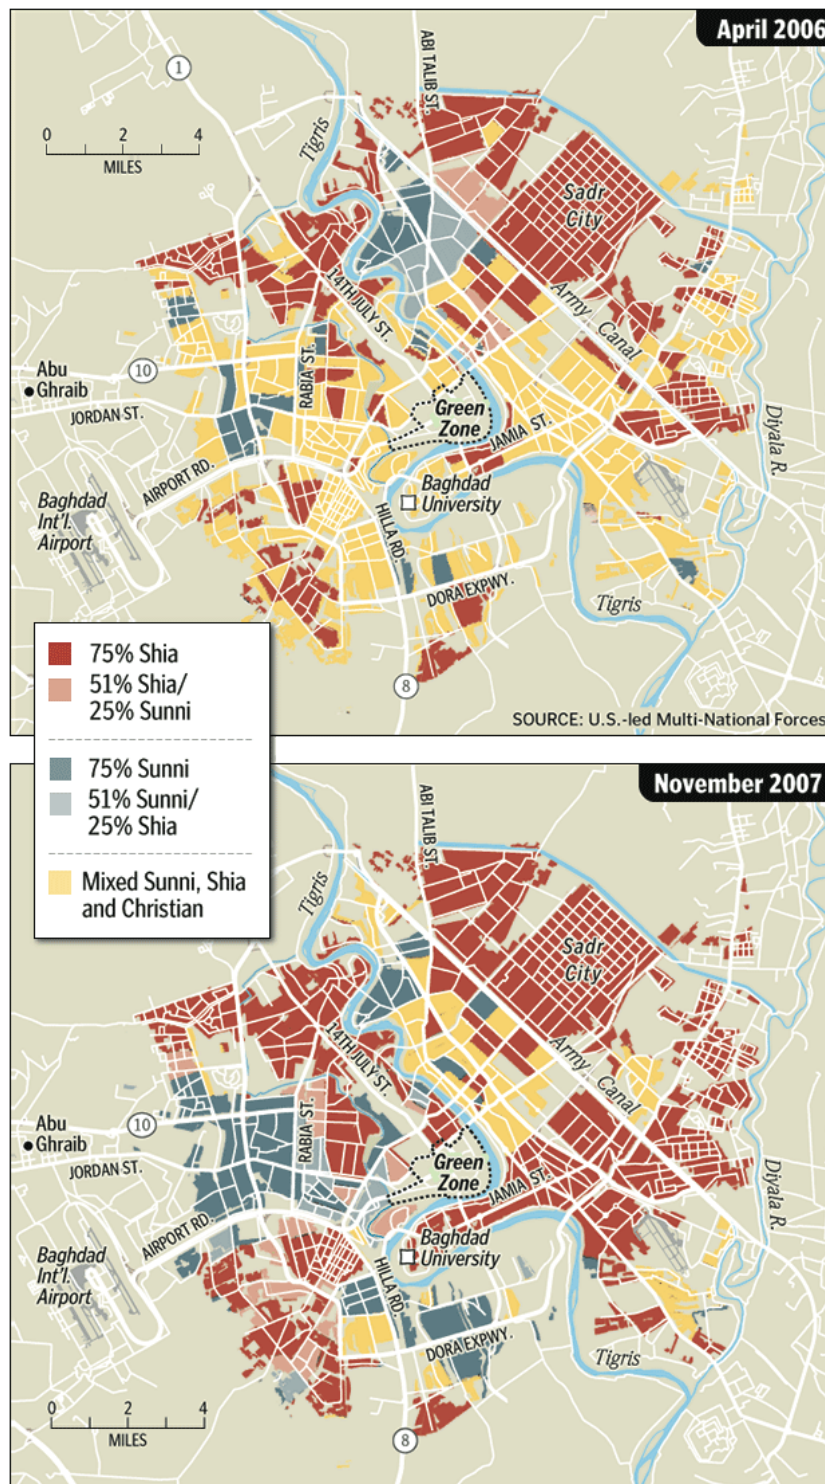 April 2006
1
ABI TALIB ST.
0 2 4
MILES
Tigris
Sadr
City
14TH JULY ST.
Army Canal
10
Abu
Ghraib
RABIA ST.
JORDAN ST.
Green
Zone
JAMIA ST.
Diyala R.
AIRPORT RD.
Baghdad
Int'l.
Airport
Baghdad
University
HILLA RD.
DORA EXPWY.
Tigris
8
SOURCE: U.S.-led Multi-National Forces
75% Shia
51% Shia/
25% Sunni
75% Sunni
51% Sunni/
25% Shia
Mixed Sunni, Shia
and Christian
November 2007
ABI TALIB ST.
Tigris
Sadr
City
14TH JULY ST.
Army Canal
10
Abu
Ghraib
RABIA ST.
JORDAN ST.
Green
Zone
JAMIA ST.
Diyala R.
AIRPORT RD.
Baghdad
Int'l.
Airport
Baghdad
University
HILLA RD.
DORA EXPWY.
Tigris
0 2 4
MILES
8